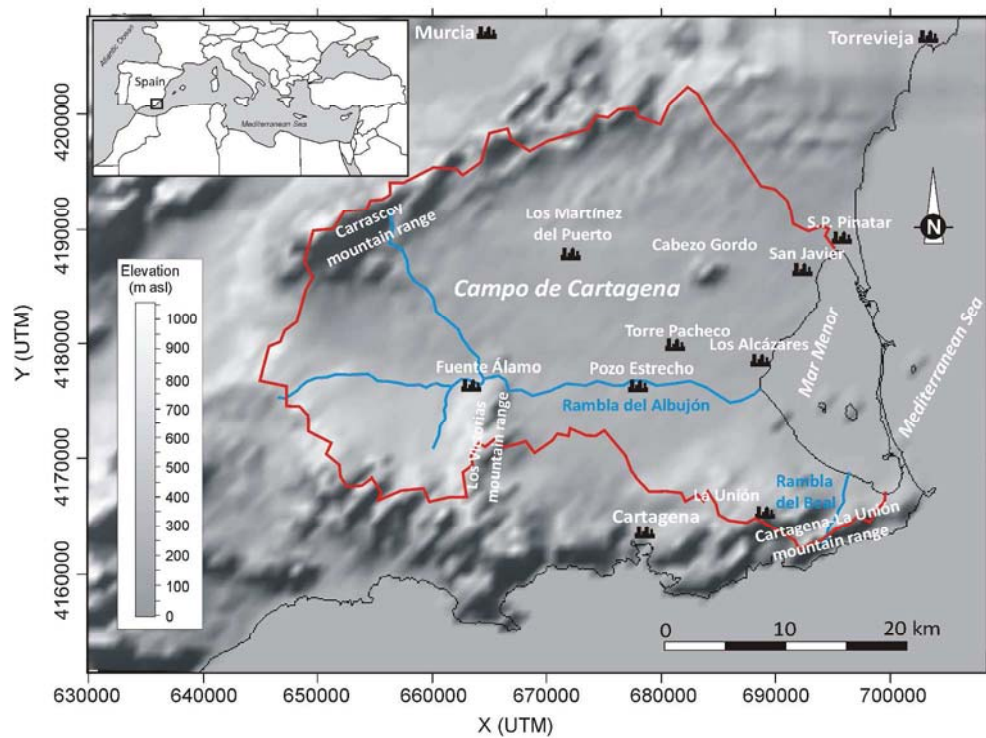 Atlantic Ocean
Spain
Mediterranean Sea
Murcia
Torrevieja
Carrascoy
mountain range
Los Martínez
del Puerto
Cabezo Gordo
S.P. Pinatar
San Javier
N
Campo de Cartagena
Elevation
(m asl)
1000
900
800
700
600
500
400
300
200
100
0
Torre Pacheco
Los Alcázares
Mar Menor
Mediterranean Sea
Fuente Álamo
Pozo Estrecho
Rambla del Albujón
Los Victorias
mountain range
Rambla
del Beal
La Unión
Cartagena
Cartagena-La Unión
mountain range
0 10 20 km
4200000
4190000
4180000
4170000
4160000
Y (UTM)
630000 640000 650000 660000 670000 680000 690000 700000
X (UTM)